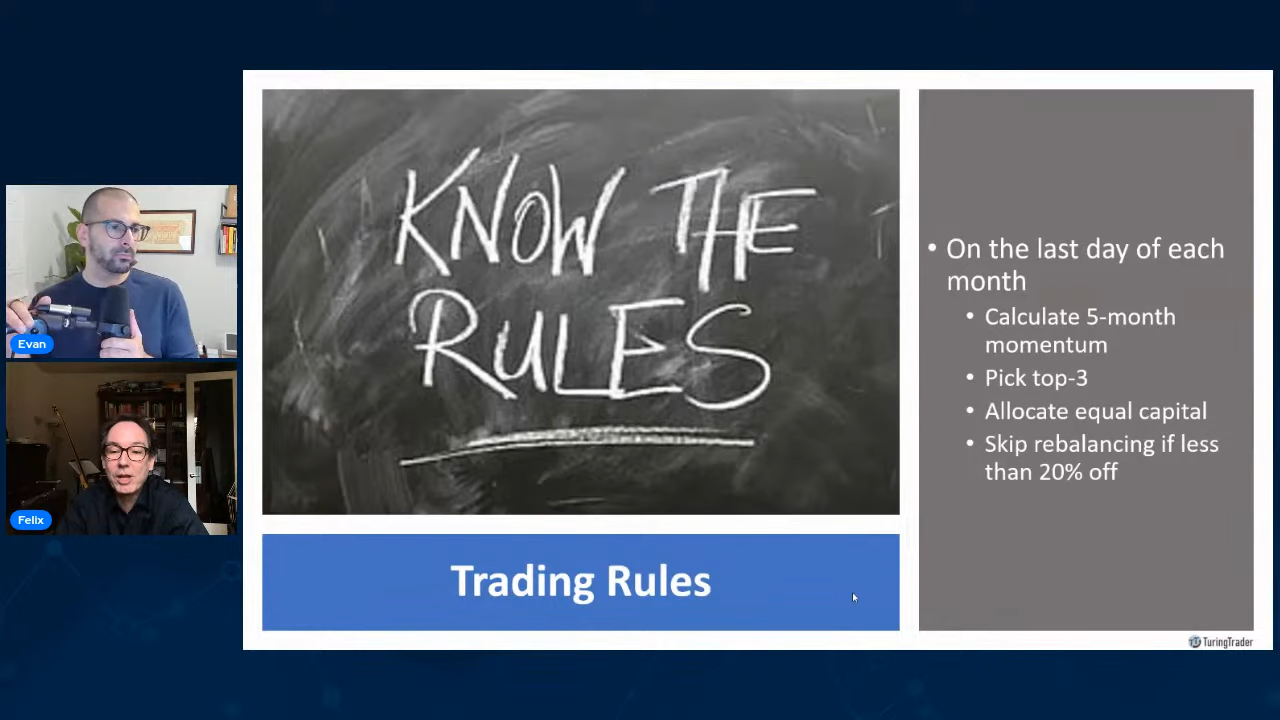 KNOW THE
RULES
Trading Rules
• On the last day of each
month
• Calculate 5-month
momentum
• Pick top-3
• Allocate equal capital
• Skip rebalancing if less
than 20% off
TuringTrader
Evan
Felix